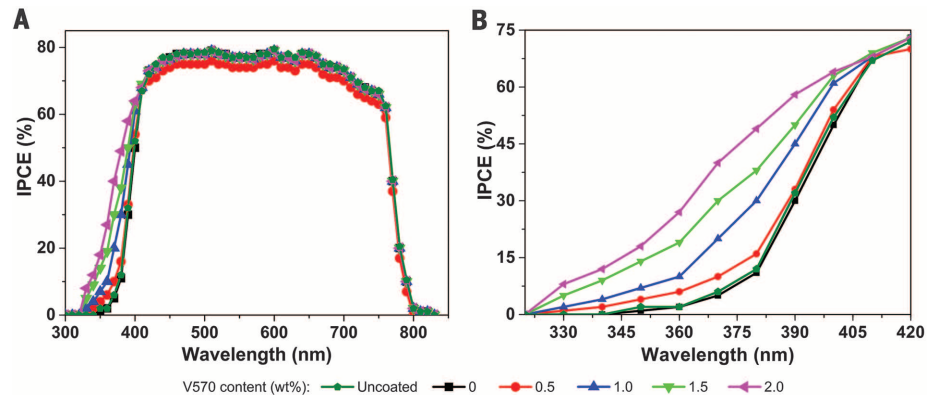 A
B
IPCE (%)
80
60
40
20
0
300 400 500 600 700 800
Wavelength (nm)
IPCE (%)
75
60
45
30
15
0
330 345 360 375 390 405 420
Wavelength (nm)
V570 content (wt%): Uncoated 0 0.5 1.0 1.5 2.0